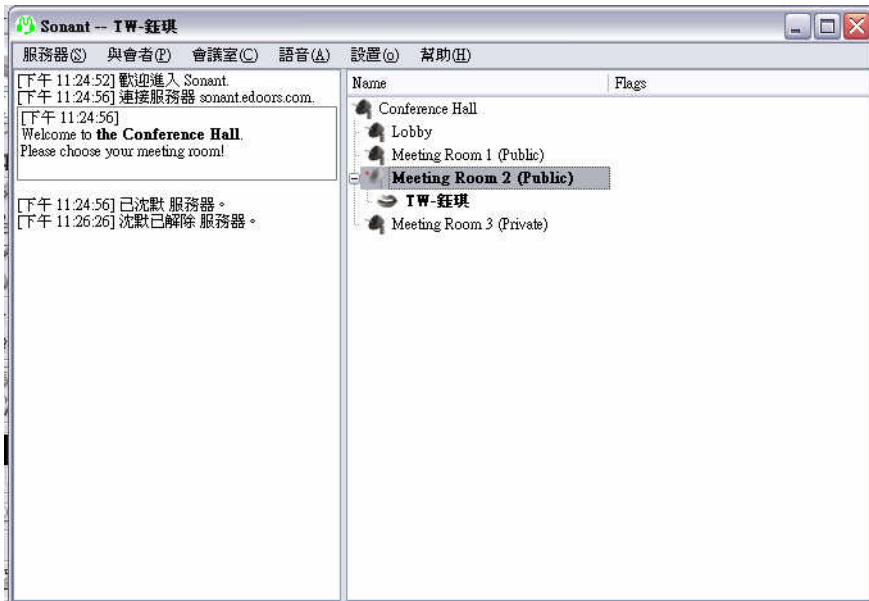 Sonant -- TW-鈺琪
服務器(S) 與會者(P) 會議室(C) 語音(A) 設置(o) 幫助(H)
[下午 11:24:52] 歡迎進入 Sonant.
[下午 11:24:56] 連接服務器 sonant.edoors.com.
[下午 11:24:56]
Welcome to the Conference Hall.
Please choose your meeting room!
[下午 11:24:56] 已沈默 服務器。
[下午 11:26:26] 沈默已解除 服務器。
Name Flags
Conference Hall
Lobby
Meeting Room 1 (Public)
Meeting Room 2 (Public)
TW-鈺琪
Meeting Room 3 (Private)